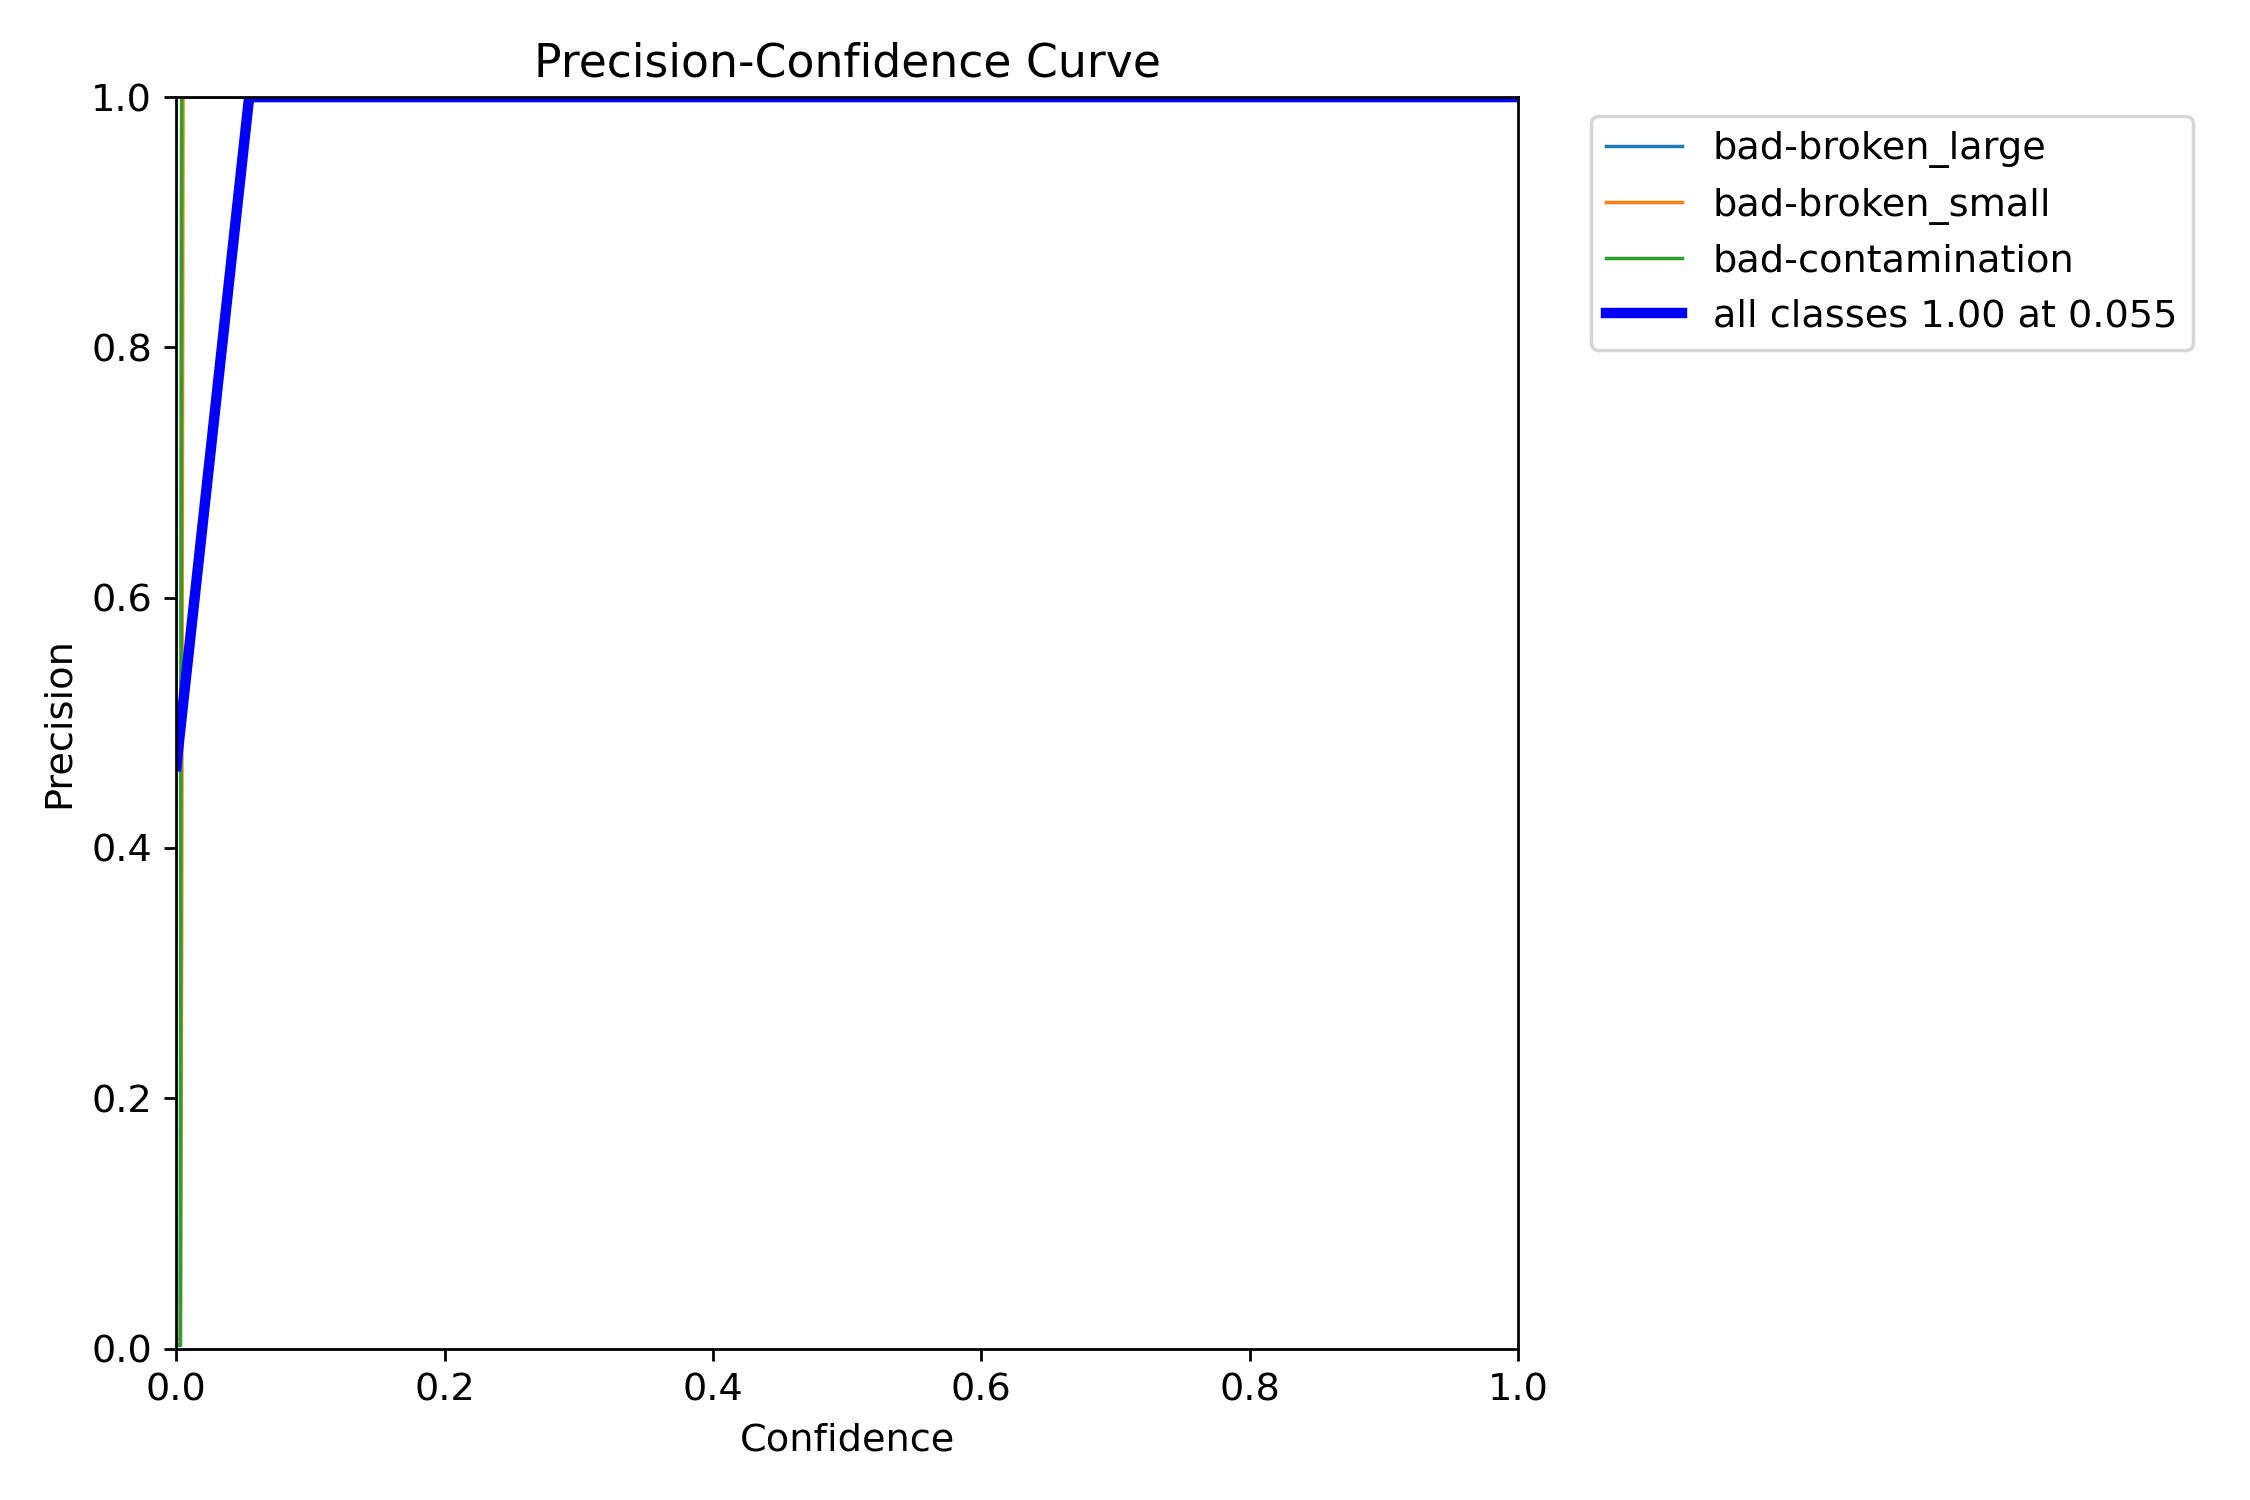 Precision-Confidence Curve
1.0
0.8
0.6
0.4
0.2
0.0
Precision
0.0 0.2 0.4 0.6 0.8 1.0
Confidence
bad-broken_large
bad-broken_small
bad-contamination
all classes 1.00 at 0.055